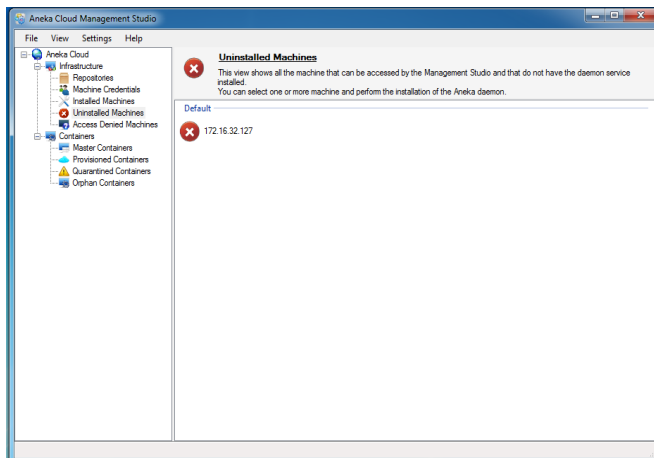 Aneka Cloud Management Studio
File View Settings Help
Aneka Cloud
Infrastructure
Repositories
Machine Credentials
Installed Machines
Uninstalled Machines
Access Denied Machines
Containers
Master Containers
Provisioned Containers
Quarantined Containers
Orphan Containers
Uninstalled Machines
This view shows all the machine that can be accessed by the Management Studio and that do not have the daemon service
installed.
You can select one or more machine and perform the installation of the Aneka daemon.
Default
172.16.32.127